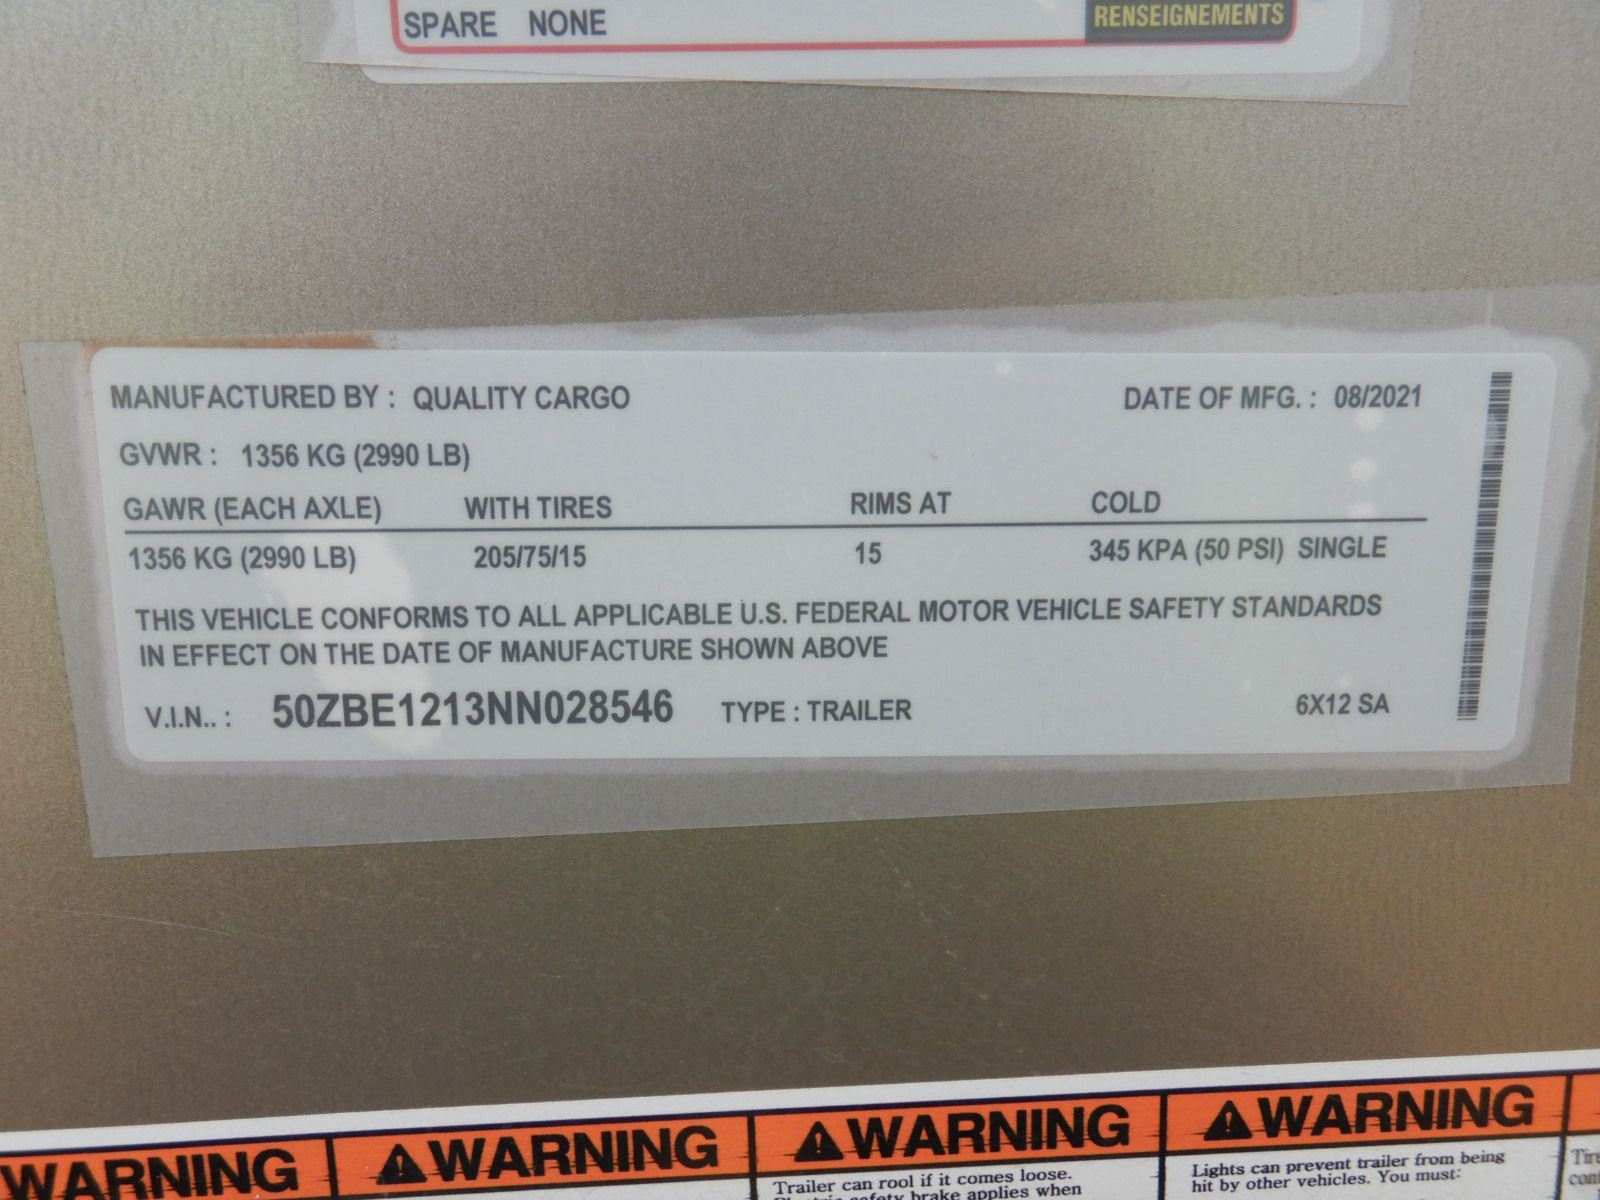 SPARE NONE
RENSEIGNEMENTS
MANUFACTURED BY : QUALITY CARGO DATE OF MFG. : 08/2021
GVWR : 1356 KG (2990 LB)
GAWR (EACH AXLE) WITH TIRES RIMS AT COLD
1356 KG (2990 LB) 205/75/15 15 345 KPA (50 PSI) SINGLE
THIS VEHICLE CONFORMS TO ALL APPLICABLE U.S. FEDERAL MOTOR VEHICLE SAFETY STANDARDS
IN EFFECT ON THE DATE OF MANUFACTURE SHOWN ABOVE
V.I.N.. : 50ZBE1213NN028546 TYPE : TRAILER 6X12 SA
WARNING
WARNING
WARNING
Trailer can rool if it comes loose.
safety brake applies when
WARNING
Lights can prevent trailer from being
hit by other vehicles. You must: